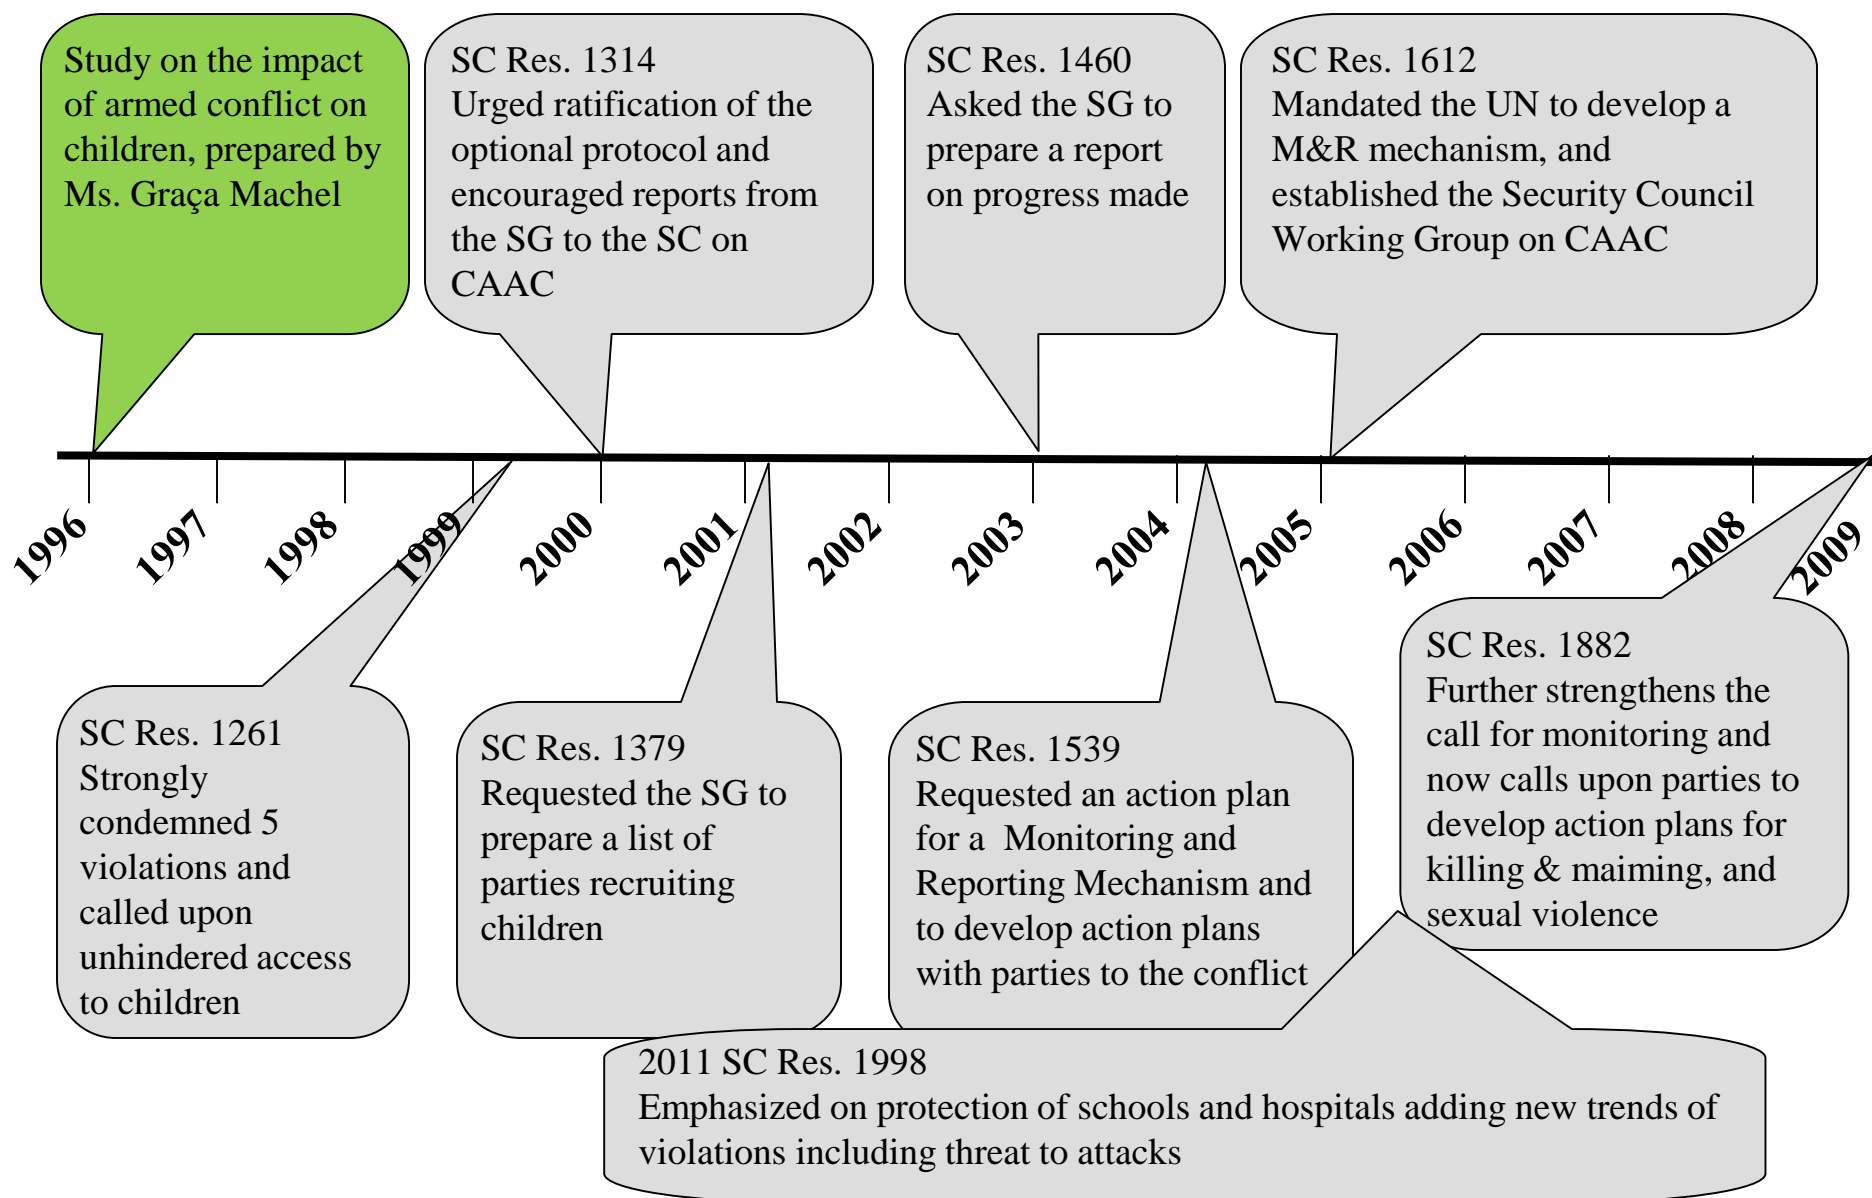 Study on the impact
of armed conflict on
children, prepared by
Ms. Graça Machel
SC Res. 1314
Urged ratification of the
optional protocol and
encouraged reports from
the SG to the SC on
CAAC
SC Res. 1460
Asked the SG to
prepare a report
on progress made
SC Res. 1612
Mandated the UN to develop a
M&R mechanism, and
established the Security Council
Working Group on CAAC
1996
1997
1998
1999
2000
2001
2002
2003
2004
2005
2006
2007
2008
2009
SC Res. 1261
Strongly
condemned 5
violations and
called upon
unhindered access
to children
SC Res. 1379
Requested the SG to
prepare a list of
parties recruiting
children
SC Res. 1539
Requested an action plan
for a  Monitoring and
Reporting Mechanism and
to develop action plans
with parties to the conflict
SC Res. 1882
Further strengthens the
call for monitoring and
now calls upon parties to
develop action plans for
killing & maiming, and
sexual violence
2011 SC Res. 1998
Emphasized on protection of schools and hospitals adding new trends of
violations including threat to attacks